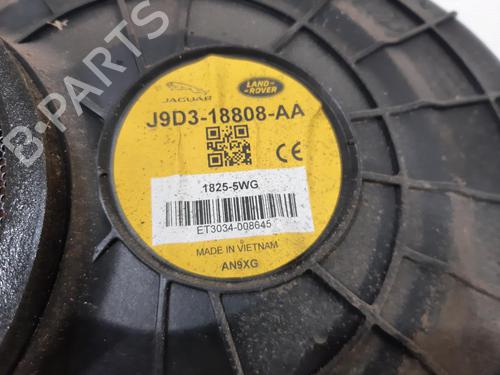 JAGUAR
LAND-
ROVER
J9D3-18808-AA
CE
1825-5WG
ET3034-008645
MADE IN VIETNAM
AN9XG
B-PARTS